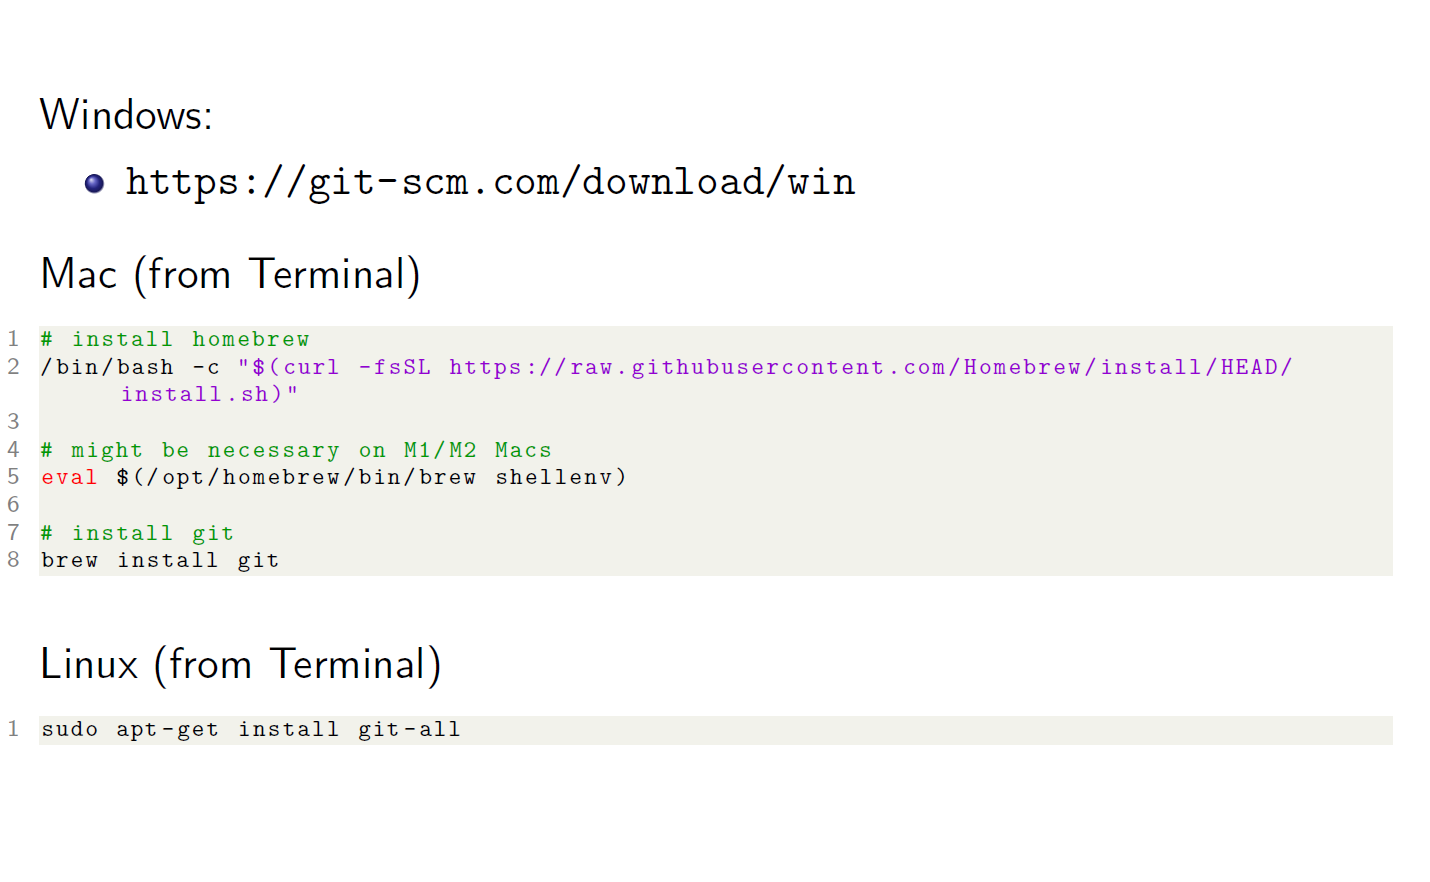 Windows:
https://git-scm.com/download/win
Mac (from Terminal)
1 # install homebrew
2 /bin/bash -c "$(curl -fsSL https://raw.githubusercontent.com/Homebrew/install/HEAD/
install.sh)"
3
4 # might be necessary on M1/M2 Macs
5 eval $(/opt/homebrew/bin/brew shellenv)
6
7 # install git
8 brew install git
Linux (from Terminal)
1 sudo apt-get install git-all